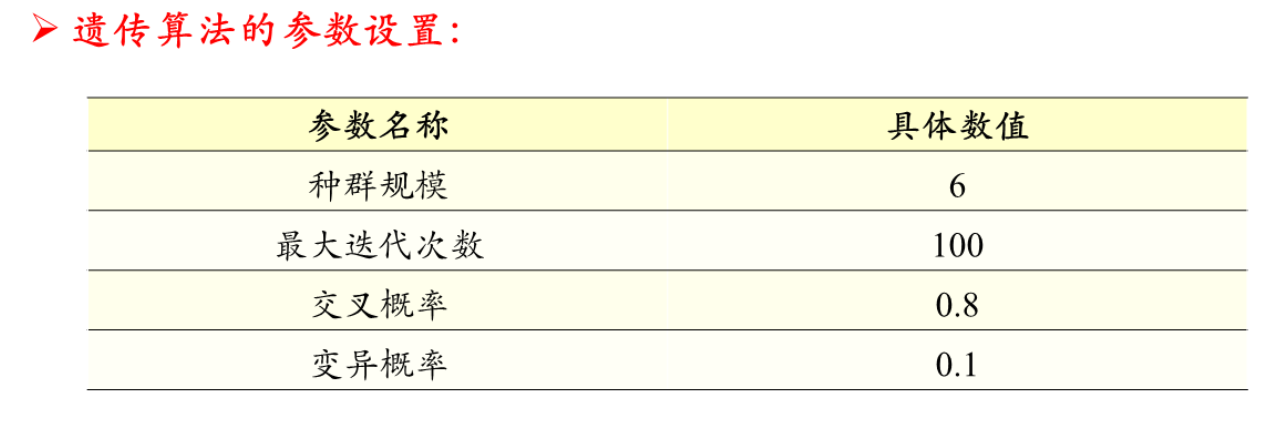 遗传算法的参数设置:
参数名称 具体数值
种群规模 6
最大迭代次数 100
交叉概率 0.8
变异概率 0.1